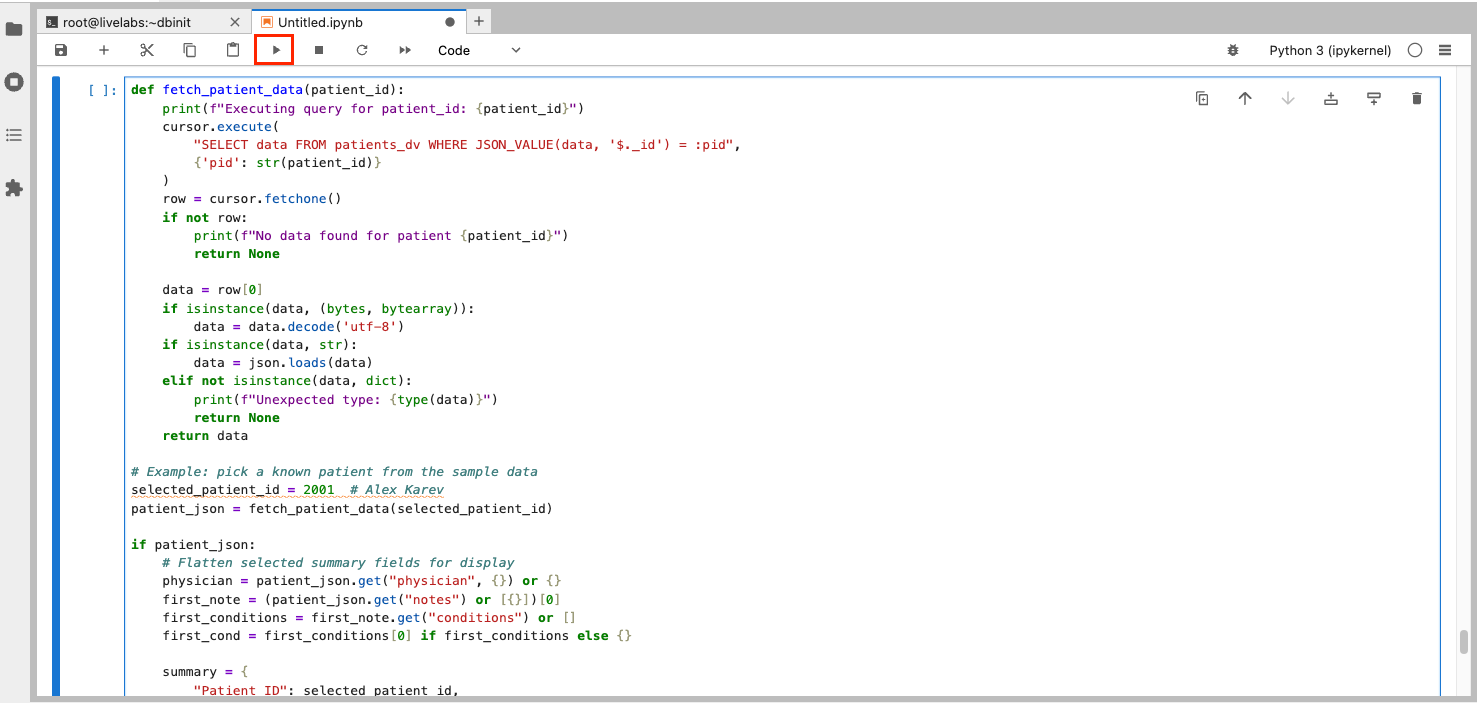 root@livelabs:~dbinit
Untitled.ipynb
Code
Python 3 (ipykernel)
[ ]:
def fetch_patient_data(patient_id):
    print(f"Executing query for patient_id: {patient_id}")
    cursor.execute(
        "SELECT data FROM patients_dv WHERE JSON_VALUE(data, '$._id') = :pid",
        {'pid': str(patient_id)}
    )
    row = cursor.fetchone()
    if not row:
        print(f"No data found for patient {patient_id}")
        return None

    data = row[0]
    if isinstance(data, (bytes, bytearray)):
        data = data.decode('utf-8')
    if isinstance(data, str):
        data = json.loads(data)
    elif not isinstance(data, dict):
        print(f"Unexpected type: {type(data)}")
        return None
    return data

# Example: pick a known patient from the sample data
selected_patient_id = 2001  # Alex Karev
patient_json = fetch_patient_data(selected_patient_id)

if patient_json:
    # Flatten selected summary fields for display
    physician = patient_json.get("physician", {}) or {}
    first_note = (patient_json.get("notes") or [{}])[0]
    first_conditions = first_note.get("conditions") or []
    first_cond = first_conditions[0] if first_conditions else {}

    summary = {
        "Patient ID": selected_patient_id,